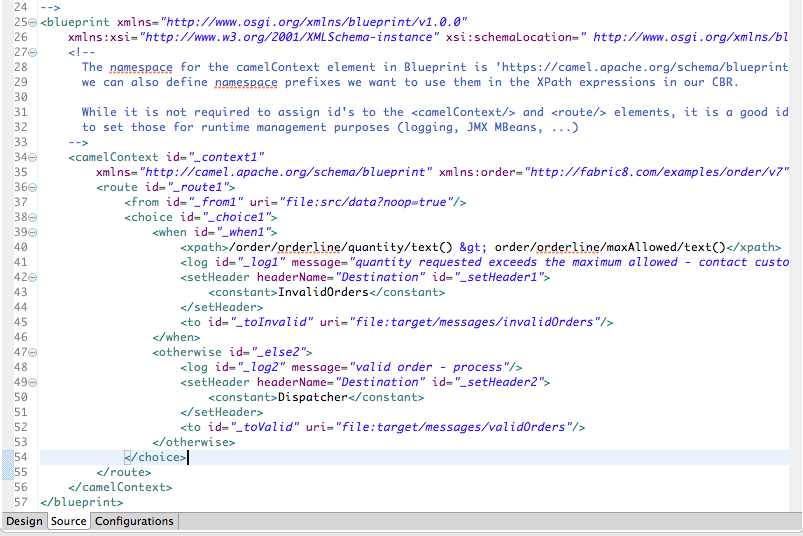 24 -->
25 <blueprint xmlns="http://www.osgi.org/xmlns/blueprint/v1.0.0"
26 xmlns:xsi="http://www.w3.org/2001/XMLSchema-instance" xsi:schemaLocation=" http://www.osgi.org/xmlns/bl
27 <!--
28 The namespace for the camelContext element in Blueprint is 'https://camel.apache.org/schema/blueprint
29 we can also define namespace prefixes we want to use them in the XPath expressions in our CBR.
30
31 While it is not required to assign id's to the <camelContext/> and <route/> elements, it is a good id
32 to set those for runtime management purposes (logging, JMX MBeans, ...)
33 -->
34 <camelContext id="_context1"
35 xmlns="http://camel.apache.org/schema/blueprint" xmlns:order="http://fabric8.com/examples/order/v7"
36 <route id="_route1">
37 <from id="_from1" uri="file:src/data?noop=true"/>
38 <choice id="_choice1">
39 <when id="_when1">
40 <xpath>/order/orderline/quantity/text() &gt; order/orderline/maxAllowed/text()</xpath>
41 <log id="_log1" message="quantity requested exceeds the maximum allowed - contact custo
42 <setHeader headerName="Destination" id="_setHeader1">
43 <constant>InvalidOrders</constant>
44 </setHeader>
45 <to id="_toInvalid" uri="file:target/messages/invalidOrders"/>
46 </when>
47 <otherwise id="_else2">
48 <log id="_log2" message="valid order - process"/>
49 <setHeader headerName="Destination" id="_setHeader2">
50 <constant>Dispatcher</constant>
51 </setHeader>
52 <to id="_toValid" uri="file:target/messages/validOrders"/>
53 </otherwise>
54 </choice>
55 </route>
56 </camelContext>
57 </blueprint>
Design Source Configurations